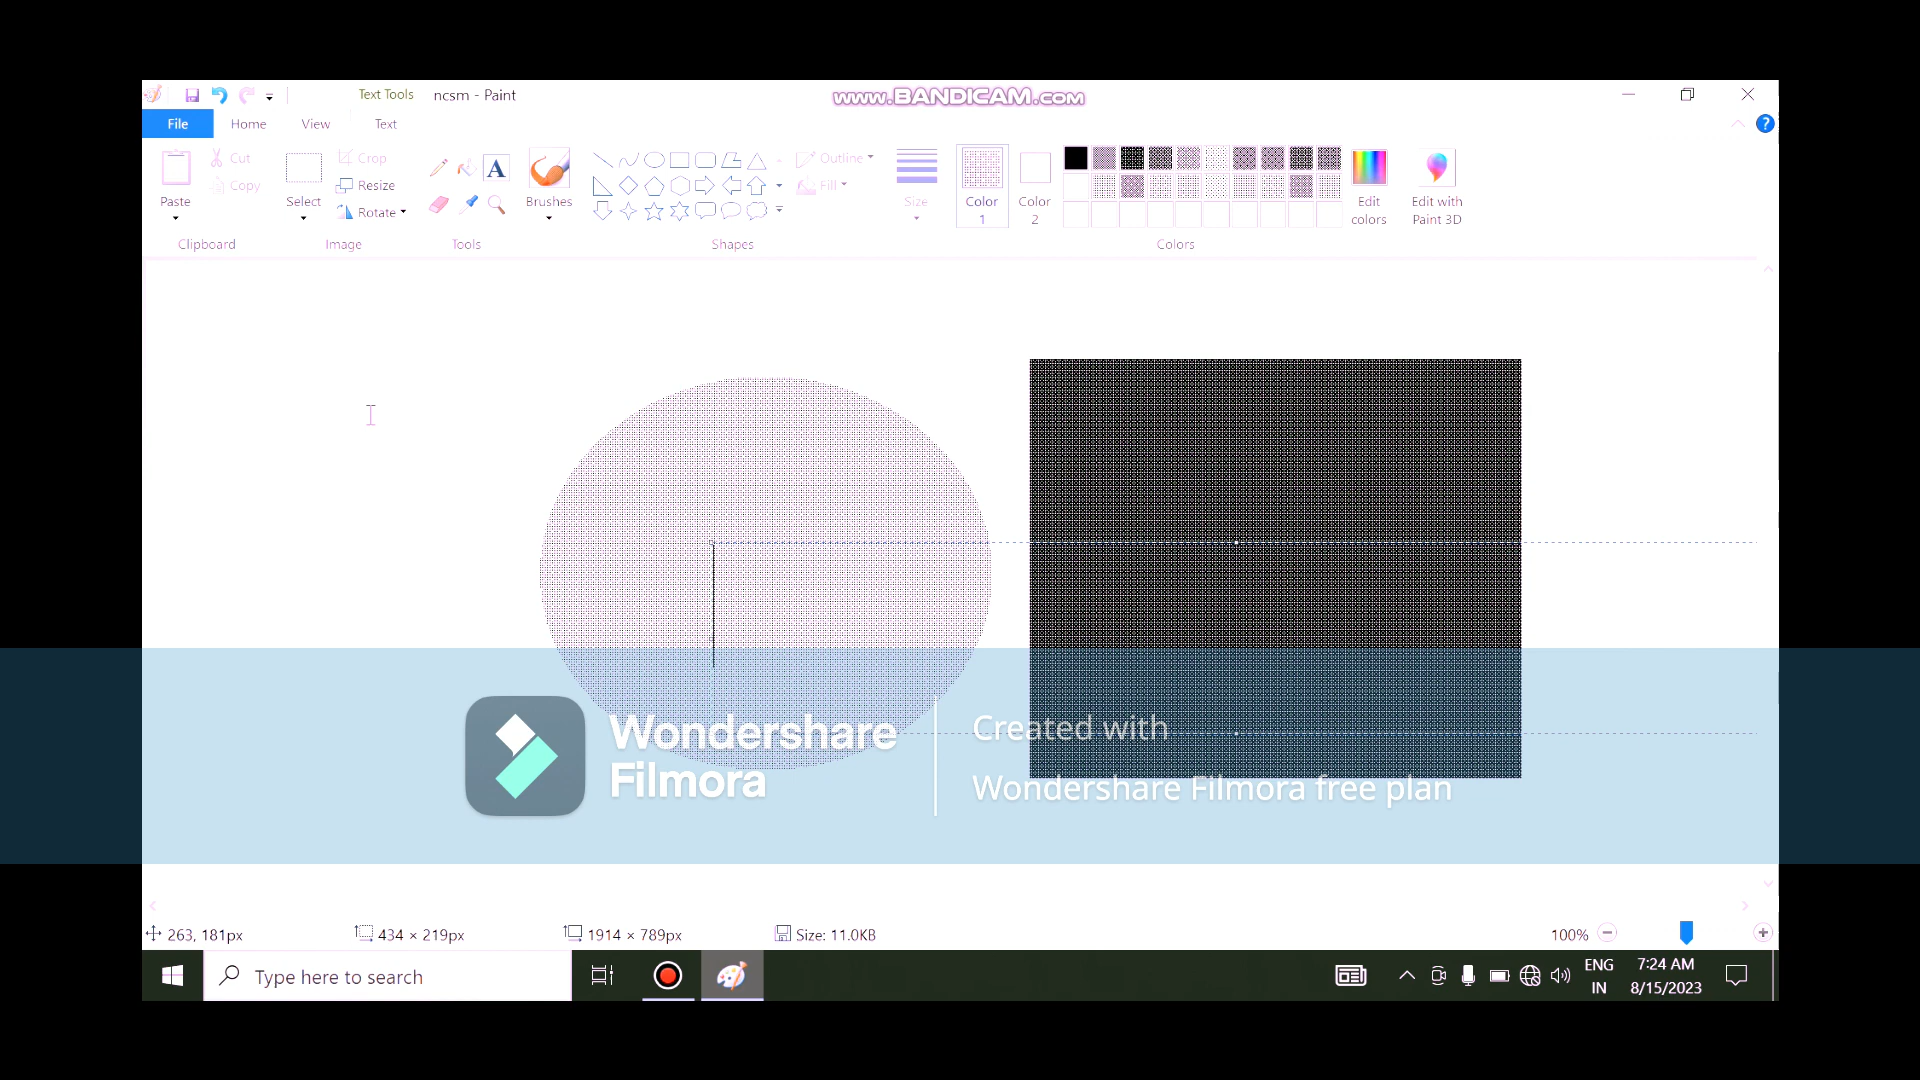 Text Tools ncsm - Paint
www.BANDICAM.com
File Home View Text
Paste
Cut
Copy
Clipboard
Select
Crop
Resize
Rotate
Image
A
Tools
Brushes
Shapes
Outline
Fill
Size
Color
1
Color
2
Colors
Edit
colors
Edit with
Paint 3D
?
Wondershare
Filmora
Created with
Wondershare Filmora free plan
263, 181px 434 × 219px 1914 × 789px Size: 11.0KB 100%
Type here to search
ENG
IN
7:24 AM
8/15/2023